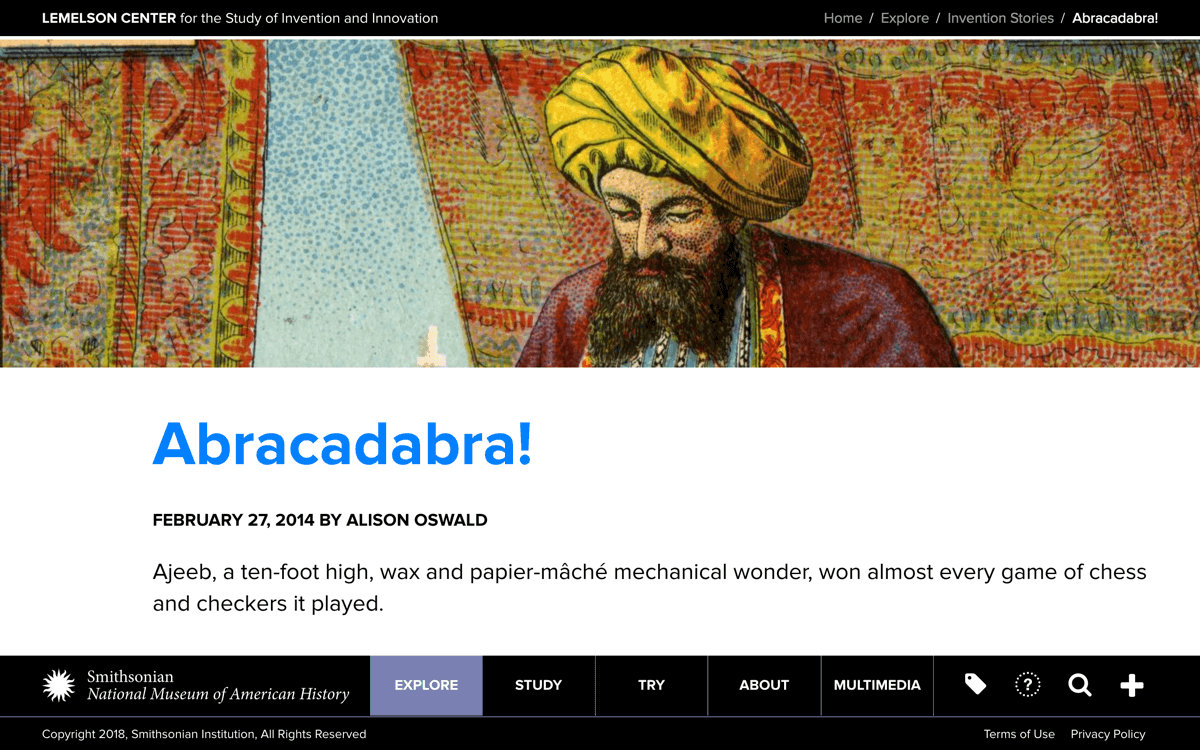 LEMELSON CENTER for the Study of Invention and Innovation
Home / Explore / Invention Stories / Abracadabra!
Abracadabra!
FEBRUARY 27, 2014 BY ALISON OSWALD
Ajeeb, a ten-foot high, wax and papier-mâché mechanical wonder, won almost every game of chess
and checkers it played.
Smithsonian
National Museum of American History
EXPLORE
STUDY
TRY
ABOUT
MULTIMEDIA
?
Copyright 2018, Smithsonian Institution, All Rights Reserved
Terms of Use
Privacy Policy